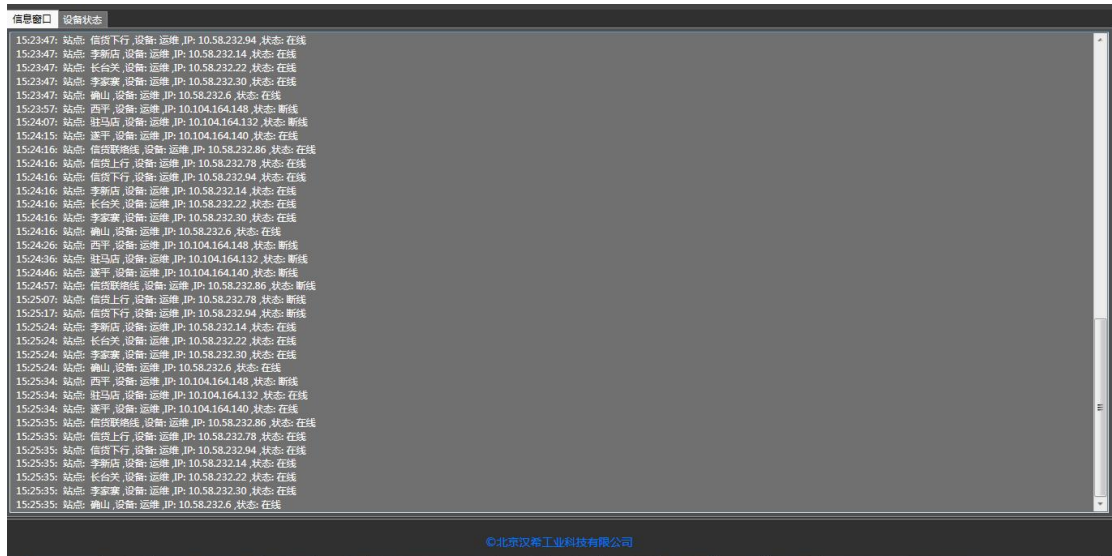 信息窗口 设备状态
15:23:47: 站点: 信货下行 ,设备: 运维 ,IP: 10.58.232.94 ,状态: 在线
15:23:47: 站点: 李新店 ,设备: 运维 ,IP: 10.58.232.14 ,状态: 在线
15:23:47: 站点: 长台关 ,设备: 运维 ,IP: 10.58.232.22 ,状态: 在线
15:23:47: 站点: 李家寨 ,设备: 运维 ,IP: 10.58.232.30 ,状态: 在线
15:23:47: 站点: 确山 ,设备: 运维 ,IP: 10.58.232.6 ,状态: 在线
15:23:57: 站点: 西平 ,设备: 运维 ,IP: 10.104.164.148 ,状态: 断线
15:24:07: 站点: 驻马店 ,设备: 运维 ,IP: 10.104.164.132 ,状态: 断线
15:24:15: 站点: 遂平 ,设备: 运维 ,IP: 10.104.164.140 ,状态: 在线
15:24:16: 站点: 信货联络线 ,设备: 运维 ,IP: 10.58.232.86 ,状态: 在线
15:24:16: 站点: 信货上行 ,设备: 运维 ,IP: 10.58.232.78 ,状态: 在线
15:24:16: 站点: 信货下行 ,设备: 运维 ,IP: 10.58.232.94 ,状态: 在线
15:24:16: 站点: 李新店 ,设备: 运维 ,IP: 10.58.232.14 ,状态: 在线
15:24:16: 站点: 长台关 ,设备: 运维 ,IP: 10.58.232.22 ,状态: 在线
15:24:16: 站点: 李家寨 ,设备: 运维 ,IP: 10.58.232.30 ,状态: 在线
15:24:16: 站点: 确山 ,设备: 运维 ,IP: 10.58.232.6 ,状态: 在线
15:24:26: 站点: 西平 ,设备: 运维 ,IP: 10.104.164.148 ,状态: 断线
15:24:36: 站点: 驻马店 ,设备: 运维 ,IP: 10.104.164.132 ,状态: 断线
15:24:46: 站点: 遂平 ,设备: 运维 ,IP: 10.104.164.140 ,状态: 断线
15:24:57: 站点: 信货联络线 ,设备: 运维 ,IP: 10.58.232.86 ,状态: 断线
15:25:07: 站点: 信货上行 ,设备: 运维 ,IP: 10.58.232.78 ,状态: 断线
15:25:17: 站点: 信货下行 ,设备: 运维 ,IP: 10.58.232.94 ,状态: 断线
15:25:24: 站点: 李新店 ,设备: 运维 ,IP: 10.58.232.14 ,状态: 在线
15:25:24: 站点: 长台关 ,设备: 运维 ,IP: 10.58.232.22 ,状态: 在线
15:25:24: 站点: 李家寨 ,设备: 运维 ,IP: 10.58.232.30 ,状态: 在线
15:25:24: 站点: 确山 ,设备: 运维 ,IP: 10.58.232.6 ,状态: 在线
15:25:34: 站点: 西平 ,设备: 运维 ,IP: 10.104.164.148 ,状态: 断线
15:25:34: 站点: 驻马店 ,设备: 运维 ,IP: 10.104.164.132 ,状态: 在线
15:25:34: 站点: 遂平 ,设备: 运维 ,IP: 10.104.164.140 ,状态: 在线
15:25:35: 站点: 信货联络线 ,设备: 运维 ,IP: 10.58.232.86 ,状态: 在线
15:25:35: 站点: 信货上行 ,设备: 运维 ,IP: 10.58.232.78 ,状态: 在线
15:25:35: 站点: 信货下行 ,设备: 运维 ,IP: 10.58.232.94 ,状态: 在线
15:25:35: 站点: 李新店 ,设备: 运维 ,IP: 10.58.232.14 ,状态: 在线
15:25:35: 站点: 长台关 ,设备: 运维 ,IP: 10.58.232.22 ,状态: 在线
15:25:35: 站点: 李家寨 ,设备: 运维 ,IP: 10.58.232.30 ,状态: 在线
15:25:35: 站点: 确山 ,设备: 运维 ,IP: 10.58.232.6 ,状态: 在线
©北京汉希工业科技有限公司